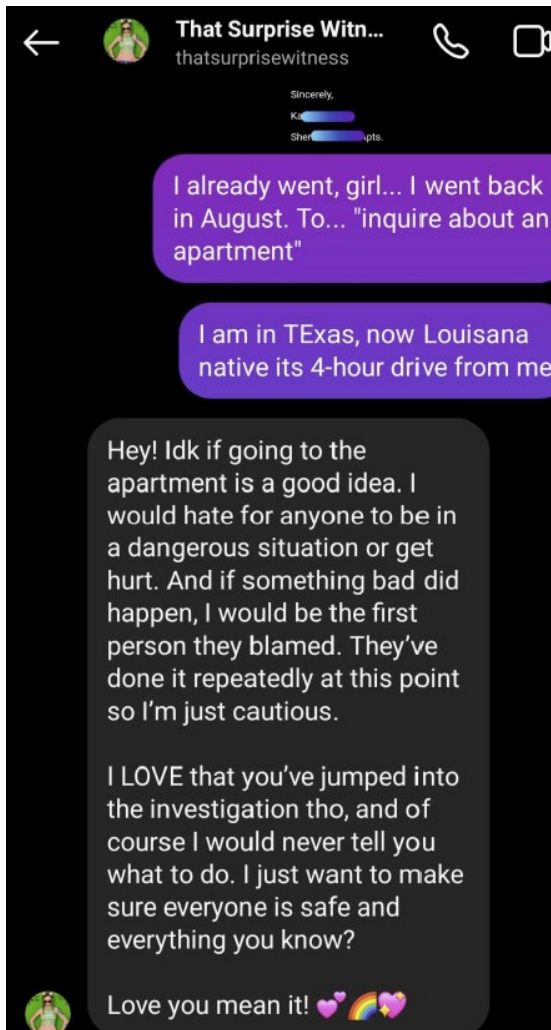 That Surprise Witn...
thatsurprisewitness
Sincerely,
Ka
Sher pts.
I already went, girl... I went back
in August. To... "inquire about an
apartment"
I am in TExas, now Louisana
native its 4-hour drive from me
Hey! Idk if going to the
apartment is a good idea. I
would hate for anyone to be in
a dangerous situation or get
hurt. And if something bad did
happen, I would be the first
person they blamed. They’ve
done it repeatedly at this point
so I’m just cautious.
I LOVE that you’ve jumped into
the investigation tho, and of
course I would never tell you
what to do. I just want to make
sure everyone is safe and
everything you know?
Love you mean it! 💕🌈💖